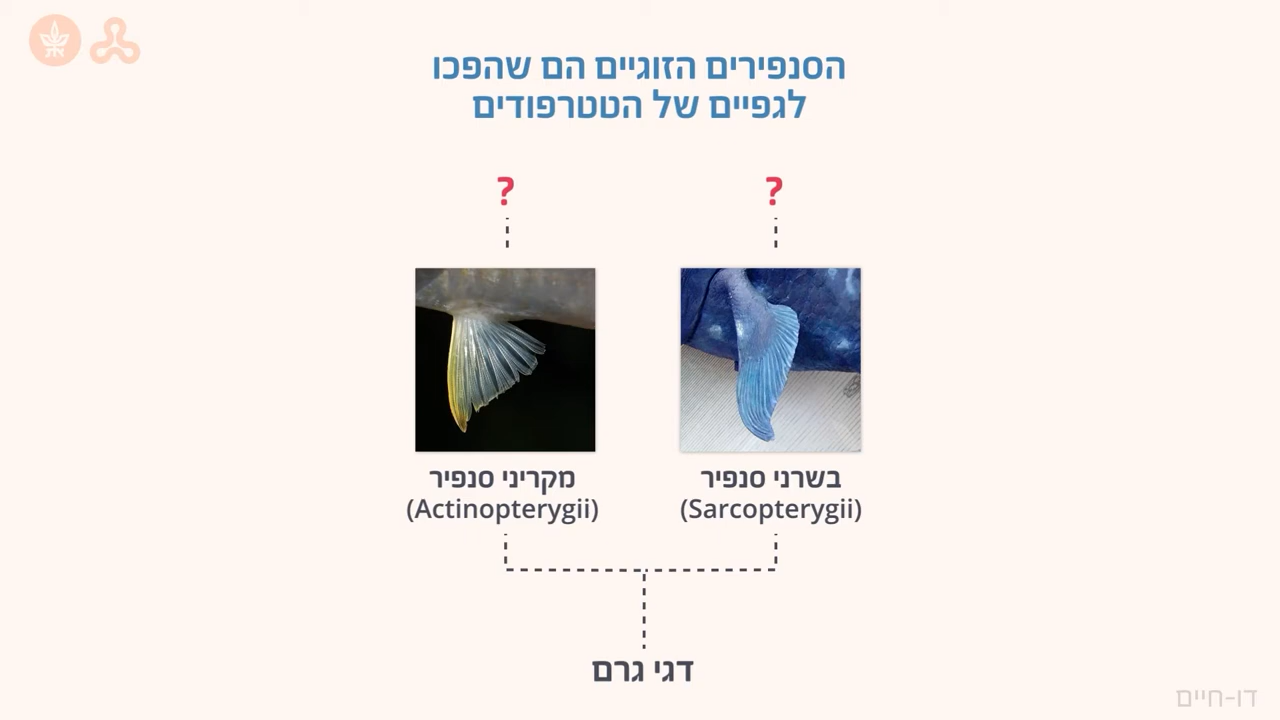 הסנפירים הזוגיים הם שהפכו
לגפיים של הטטרפודים
?
?
בשרני סנפיר
(Sarcopterygii)
מקריני סנפיר
(Actinopterygii)
דגי גרם
דו-חיים